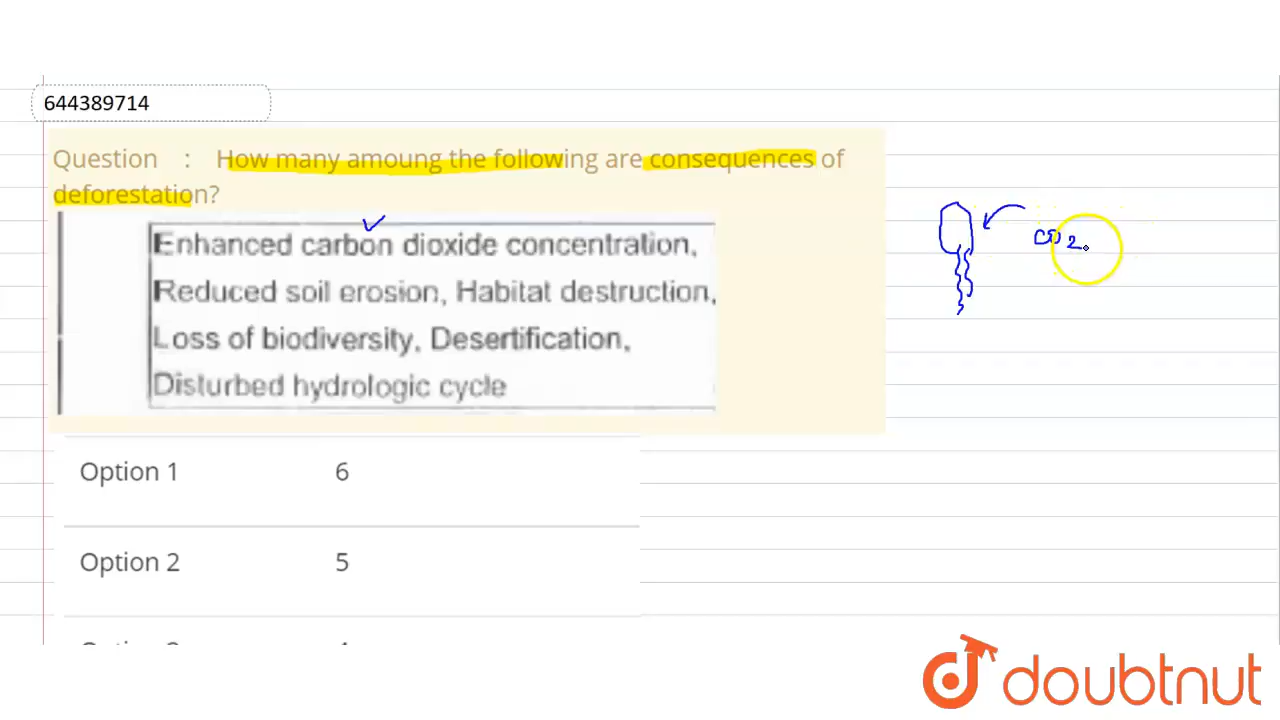 644389714
Question : How many amoung the following are consequences of
deforestation?
Enhanced carbon dioxide concentration,
Reduced soil erosion, Habitat destruction,
Loss of biodiversity, Desertification,
Disturbed hydrologic cycle
CO2
Option 1 6
Option 2 5
doubtnut